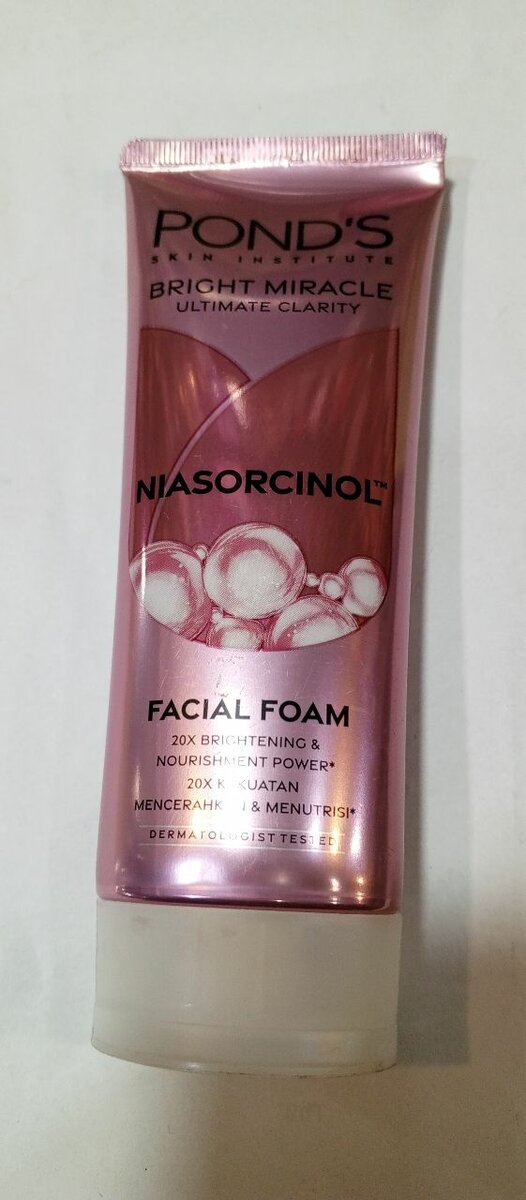 POND'S
SKIN INSTITUTE
BRIGHT MIRACLE
ULTIMATE CLARITY
NIASORCINOL™
FACIAL FOAM
20X BRIGHTENING &
NOURISHMENT POWER*
20X KEKUATAN
MENCERAHKAN & MENUTRISI*
DERMATOLOGIST TESTED